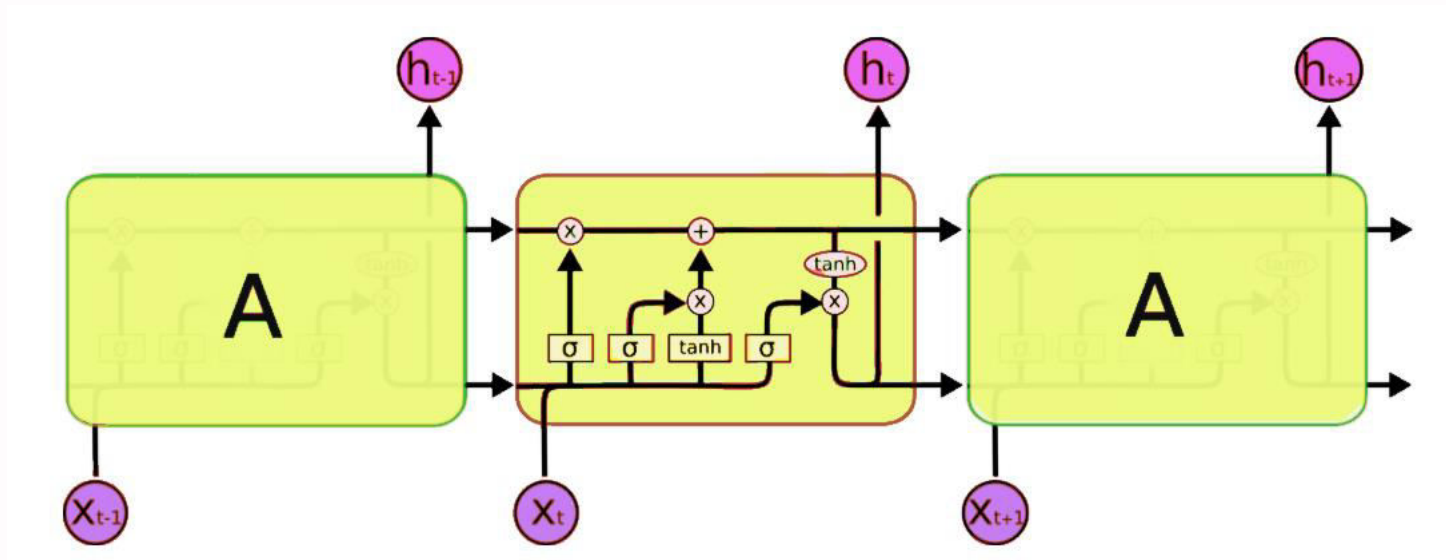 h t-1 h t h t+1
x + 
tanh
A x x A
σ σ tanh σ
X t-1 X t X t+1